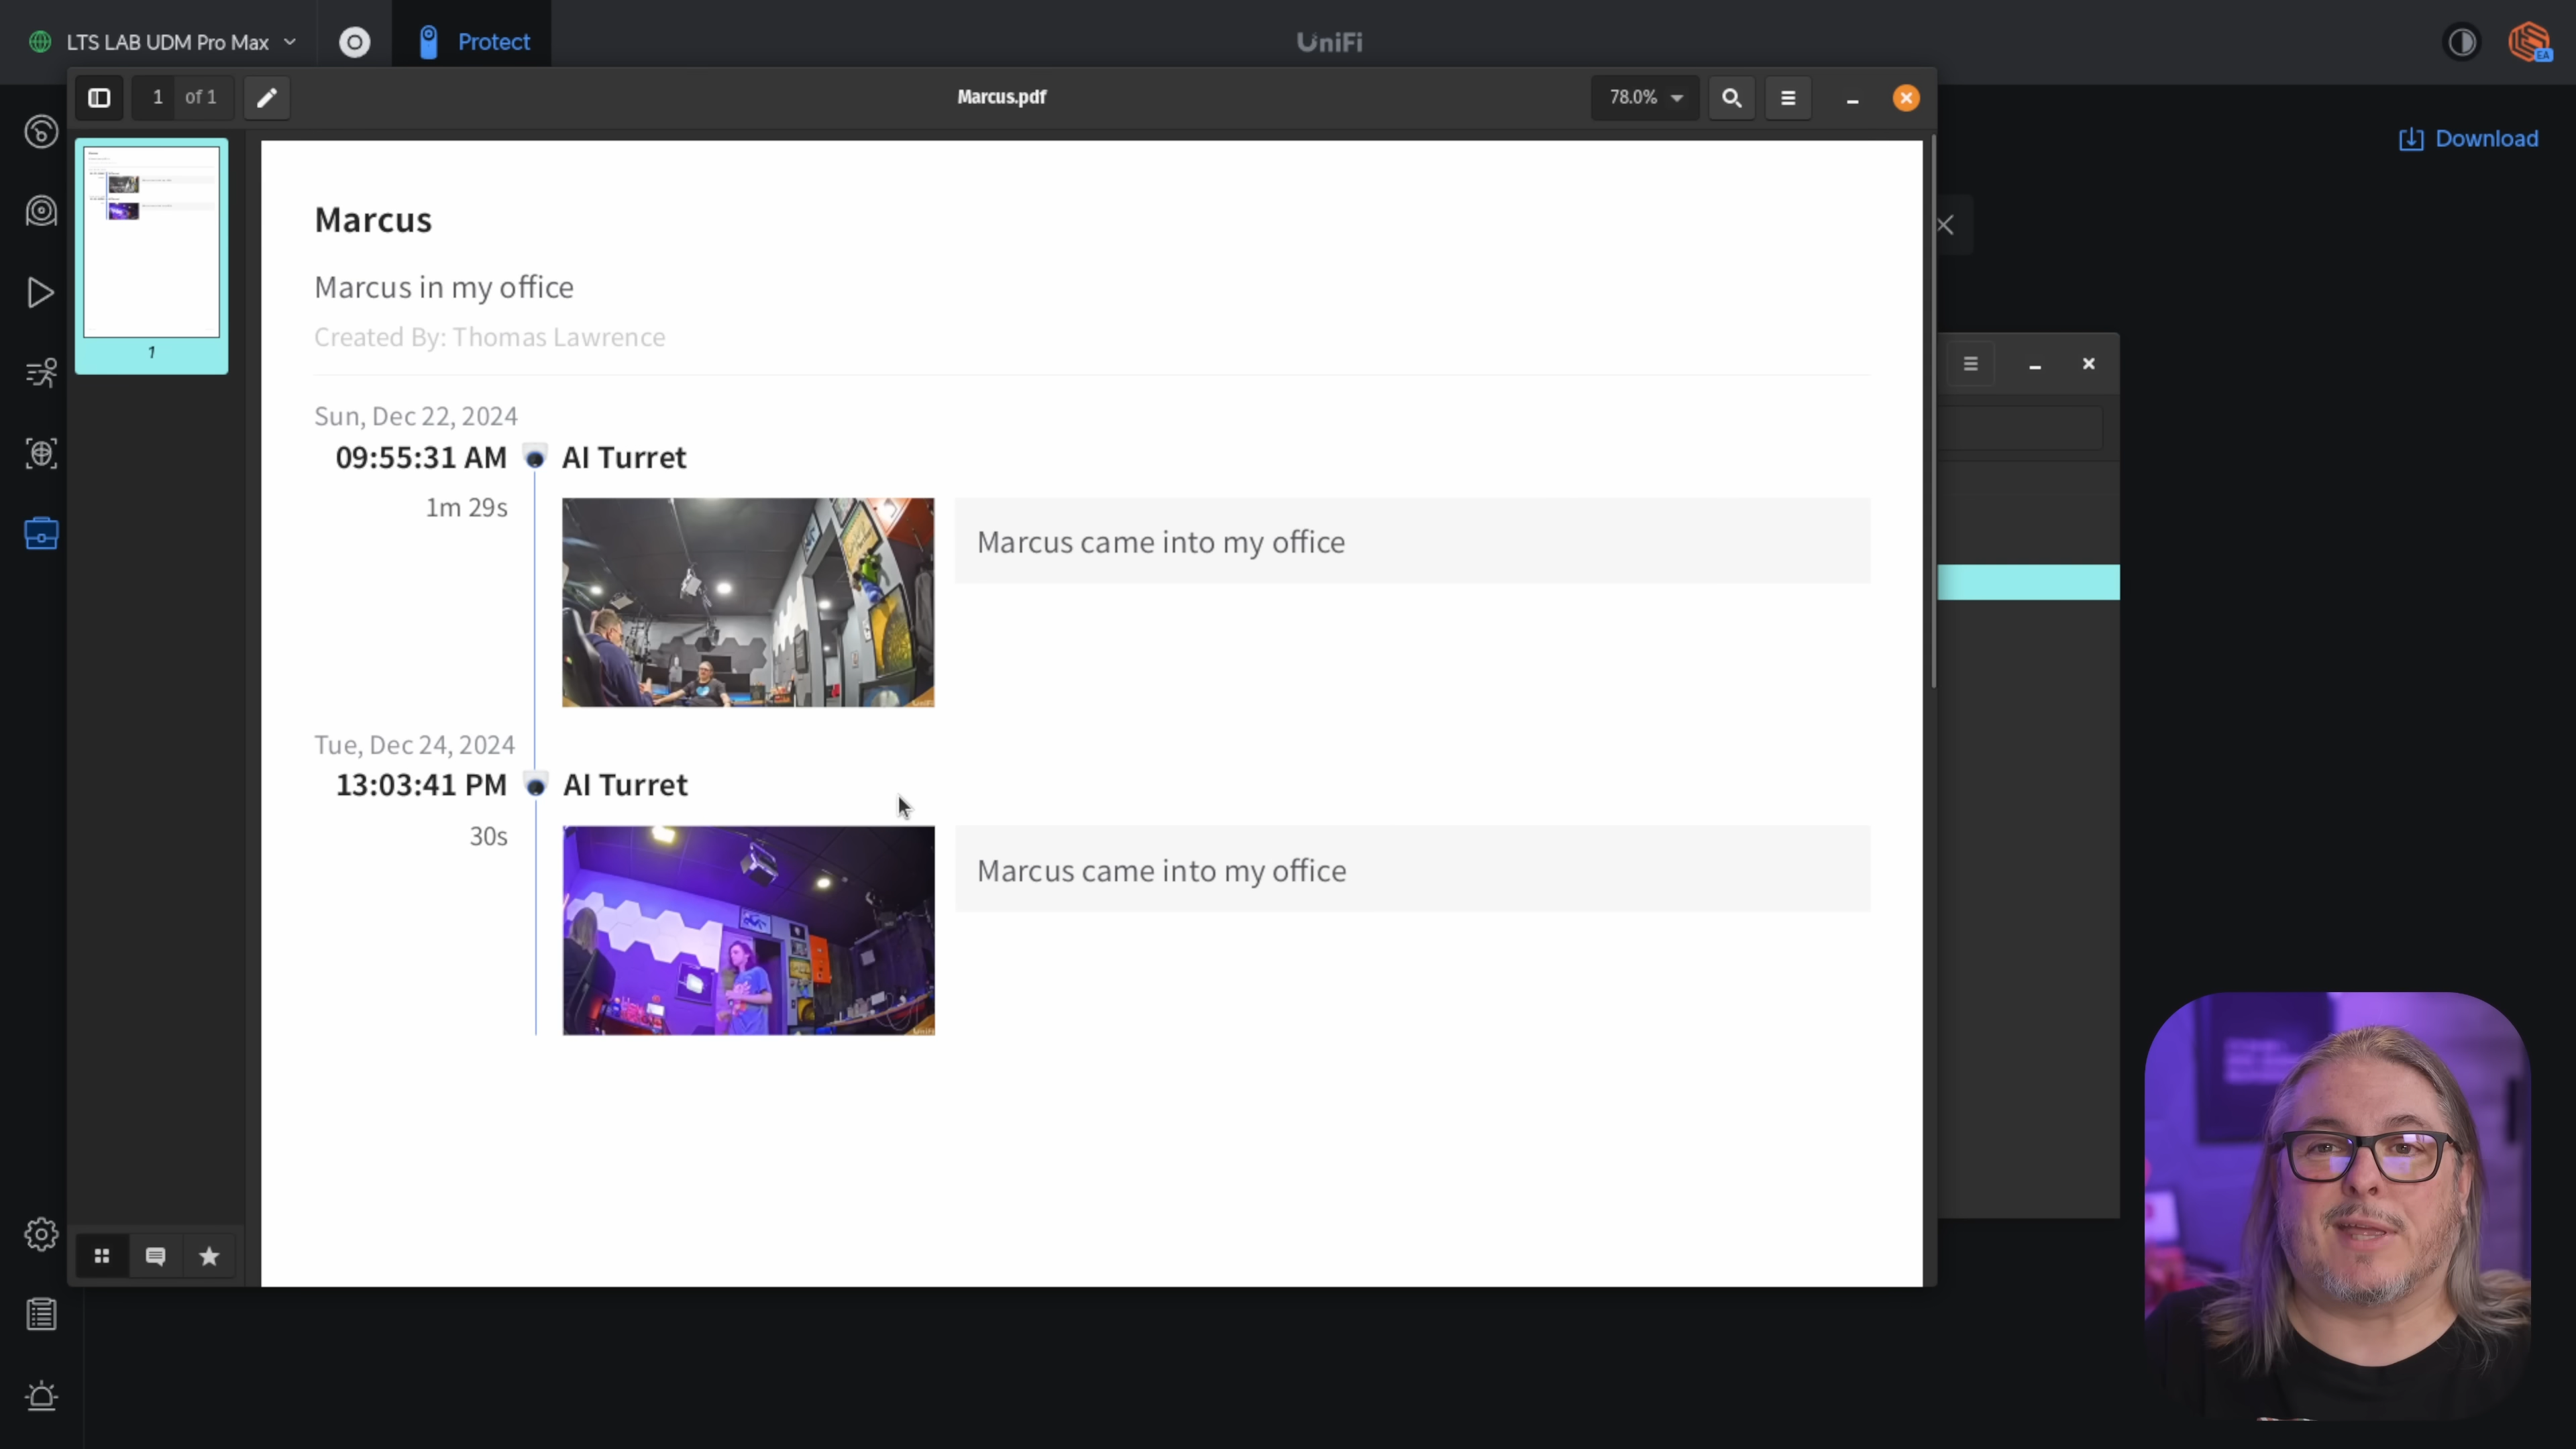 LTS LAB UDM Pro Max
Protect
UniFi
EA
1 of 1
Marcus.pdf
78.0%
Download
1
Marcus
Marcus in my office
Created By: Thomas Lawrence
Sun, Dec 22, 2024
09:55:31 AM AI Turret
1m 29s
Marcus came into my office
Tue, Dec 24, 2024
13:03:41 PM AI Turret
30s
Marcus came into my office